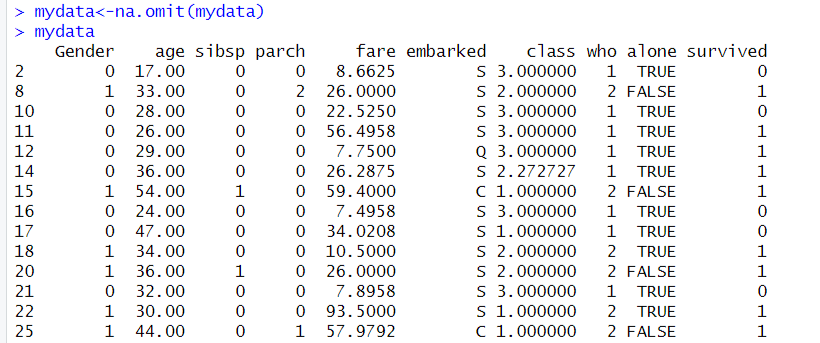 > mydata<-na.omit(mydata)
> mydata
Gender age sibsp parch fare embarked class who alone survived
2 0 17.00 0 0 8.6625 S 3.000000 1 TRUE 0
8 1 33.00 0 2 26.0000 S 2.000000 2 FALSE 1
10 0 28.00 0 0 22.5250 S 3.000000 1 TRUE 0
11 0 26.00 0 0 56.4958 S 3.000000 1 TRUE 1
12 0 29.00 0 0 7.7500 Q 3.000000 1 TRUE 1
14 0 36.00 0 0 26.2875 S 2.272727 1 TRUE 1
15 1 54.00 1 0 59.4000 C 1.000000 2 FALSE 1
16 0 24.00 0 0 7.4958 S 3.000000 1 TRUE 0
17 0 47.00 0 0 34.0208 S 1.000000 1 TRUE 0
18 1 34.00 0 0 10.5000 S 2.000000 2 TRUE 1
20 1 36.00 1 0 26.0000 S 2.000000 2 FALSE 1
21 0 32.00 0 0 7.8958 S 3.000000 1 TRUE 0
22 1 30.00 0 0 93.5000 S 1.000000 2 TRUE 1
25 1 44.00 0 1 57.9792 C 1.000000 2 FALSE 1